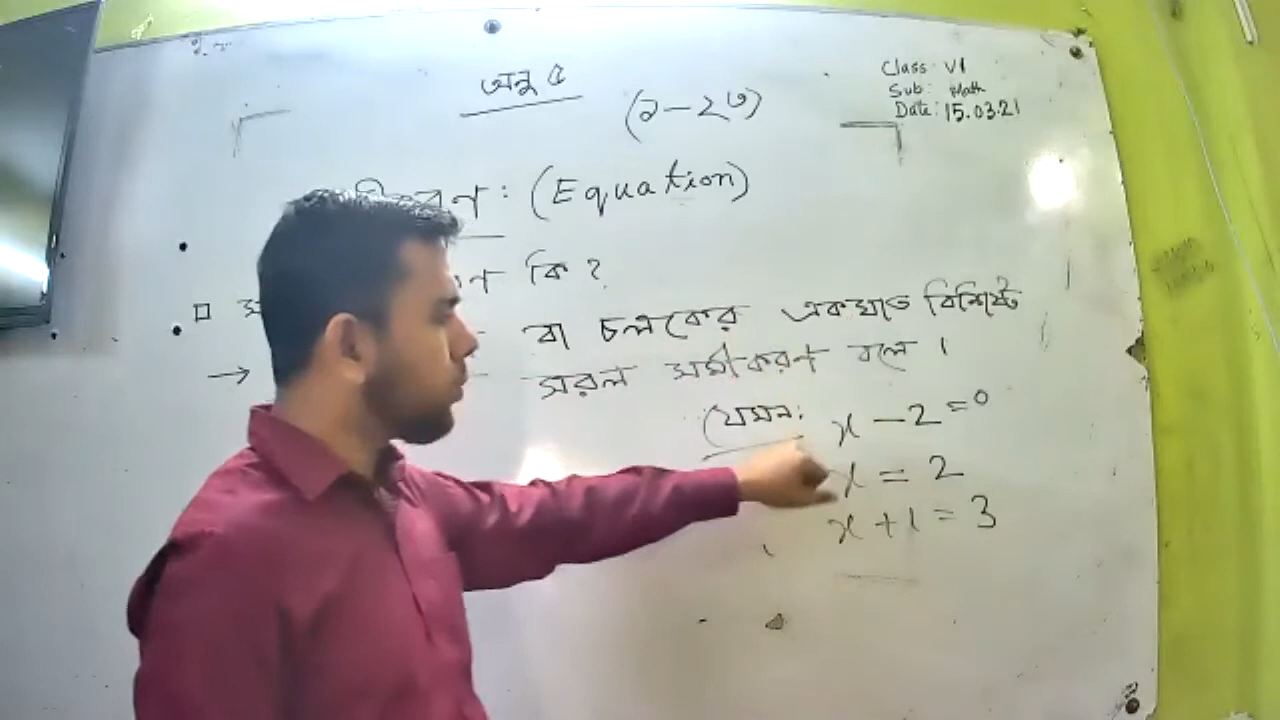 অনু ৫
(১-২৩)
Class: VI
Sub: Math
Date: 15.03.21
: (Equation)
কি ?
বা চলকের একঘাত বিশিষ্ট
সরল সমীকরণ বলে ।
যেমন:
x - 2 = 0
x = 2
x + 1 = 3